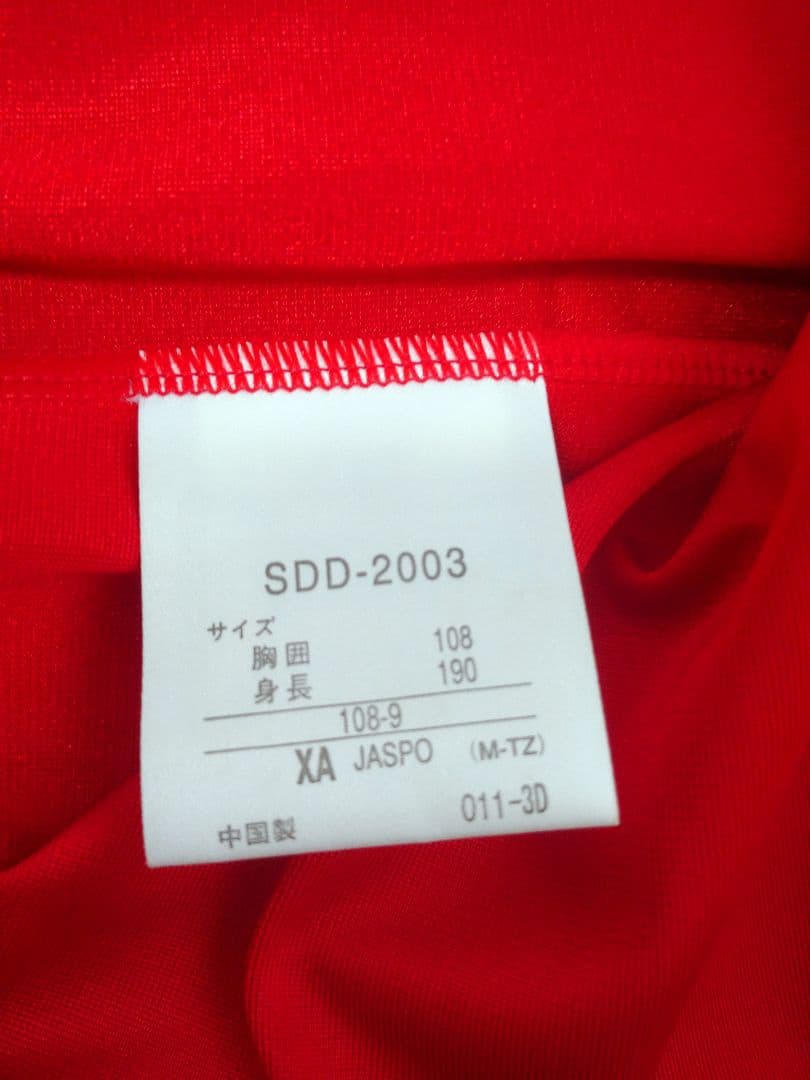 SDD-2003
サイズ
胸囲 108
身長 190
108-9
XA JASPO (M-TZ)
中国製 011-3D